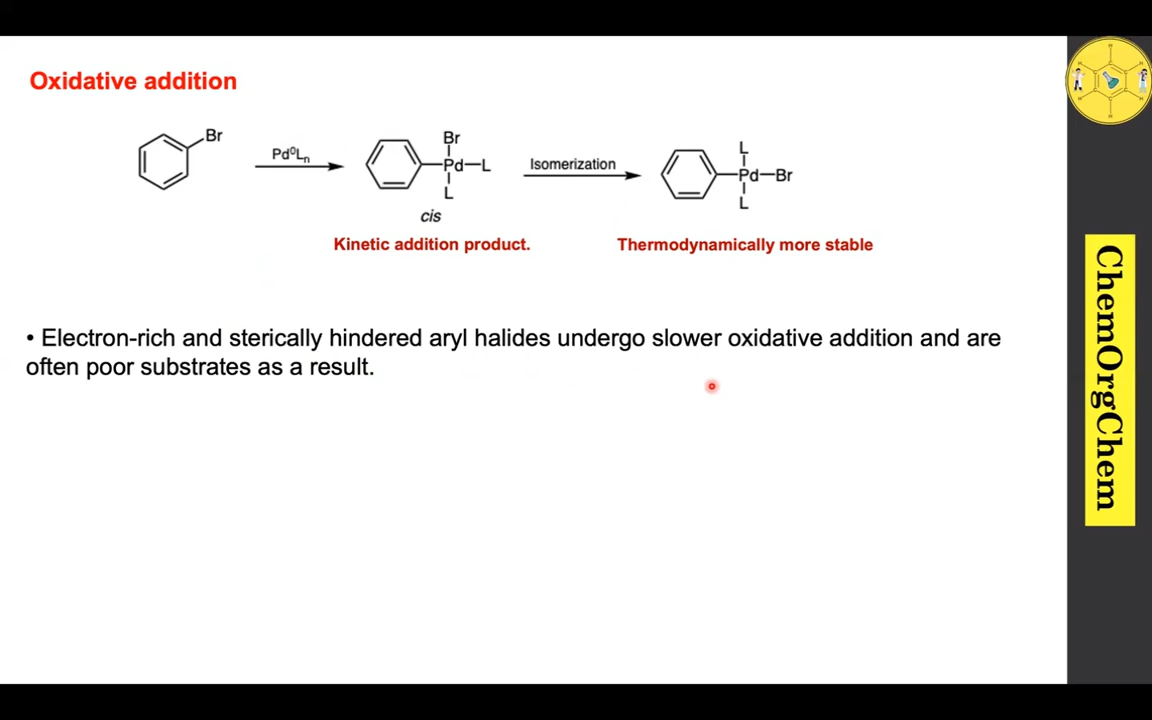 Oxidative addition
Br
Pd⁰Lₙ
Br
Pd—L
L
cis
Kinetic addition product.
Isomerization
L
Pd—Br
L
Thermodynamically more stable
• Electron-rich and sterically hindered aryl halides undergo slower oxidative addition and are
often poor substrates as a result.
ChemOrgChem